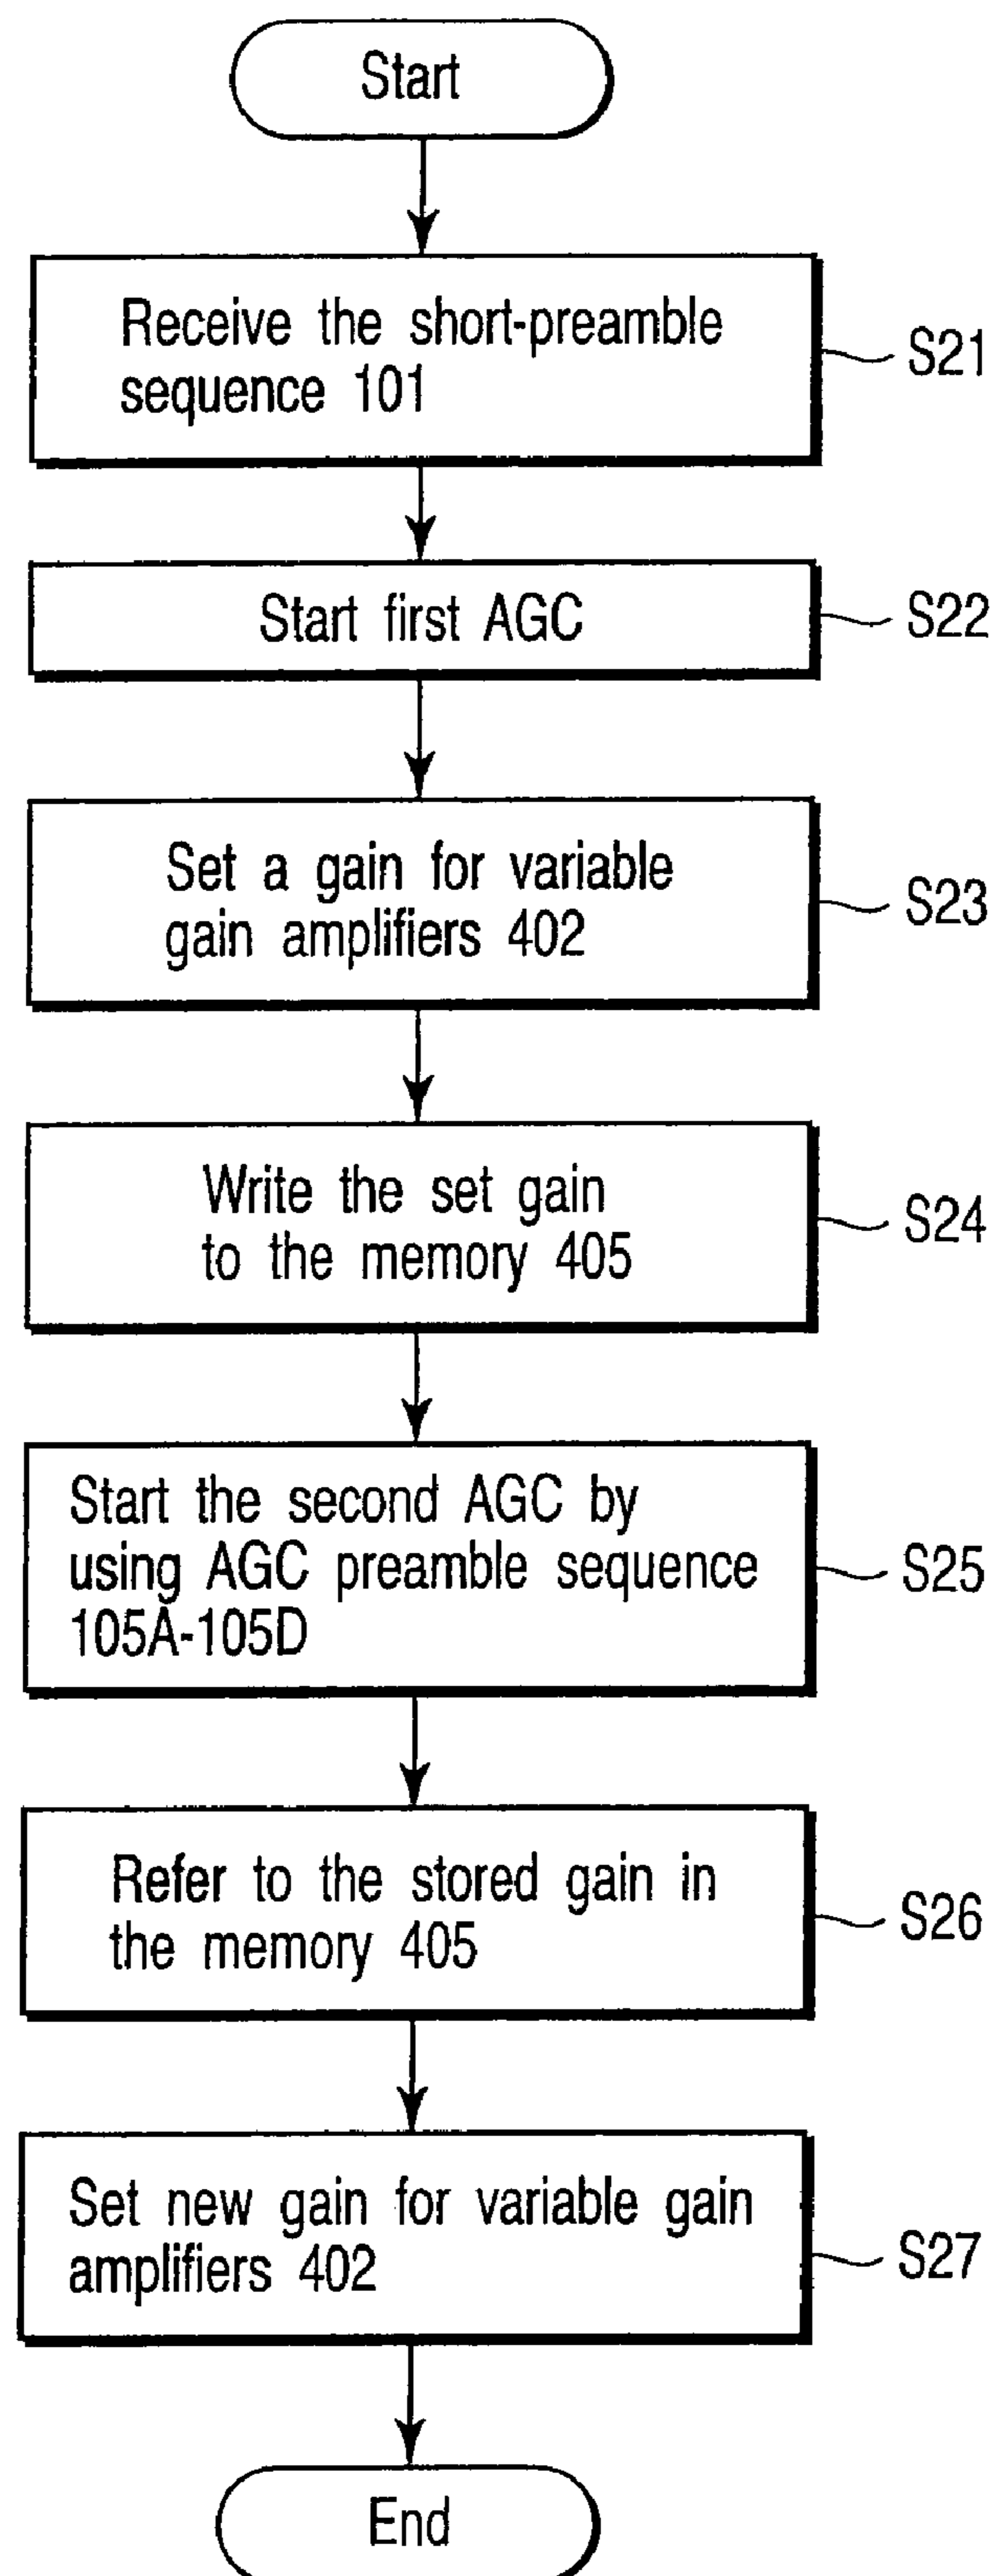 Start
Receive the short-preamble
sequence 101
S21
Start first AGC
S22
Set a gain for variable
gain amplifiers 402
S23
Write the set gain
to the memory 405
S24
Start the second AGC by
using AGC preamble sequence
105A-105D
S25
Refer to the stored gain in
the memory 405
S26
Set new gain for variable gain
amplifiers 402
S27
End